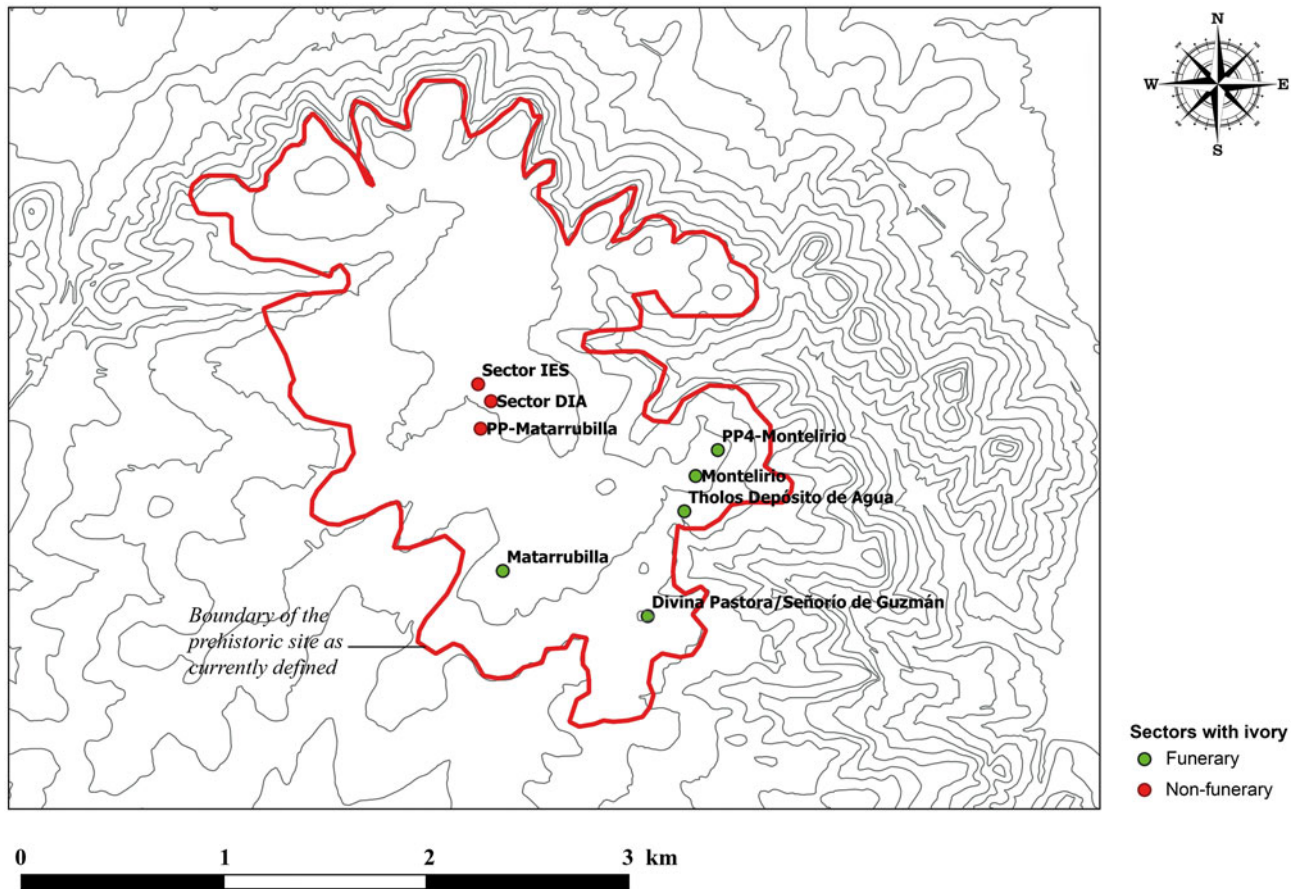 N
W E
S
Sector IES
Sector DIA
PP-Matarrubilla
PP4-Montelirio
Montelirio
Tholos Depósito de Agua
Matarrubilla
Divina Pastora/Señorío de Guzmán
Boundary of the
prehistoric site as
currently defined
Sectors with ivory
Funerary
Non-funerary
0 1 2 3 km